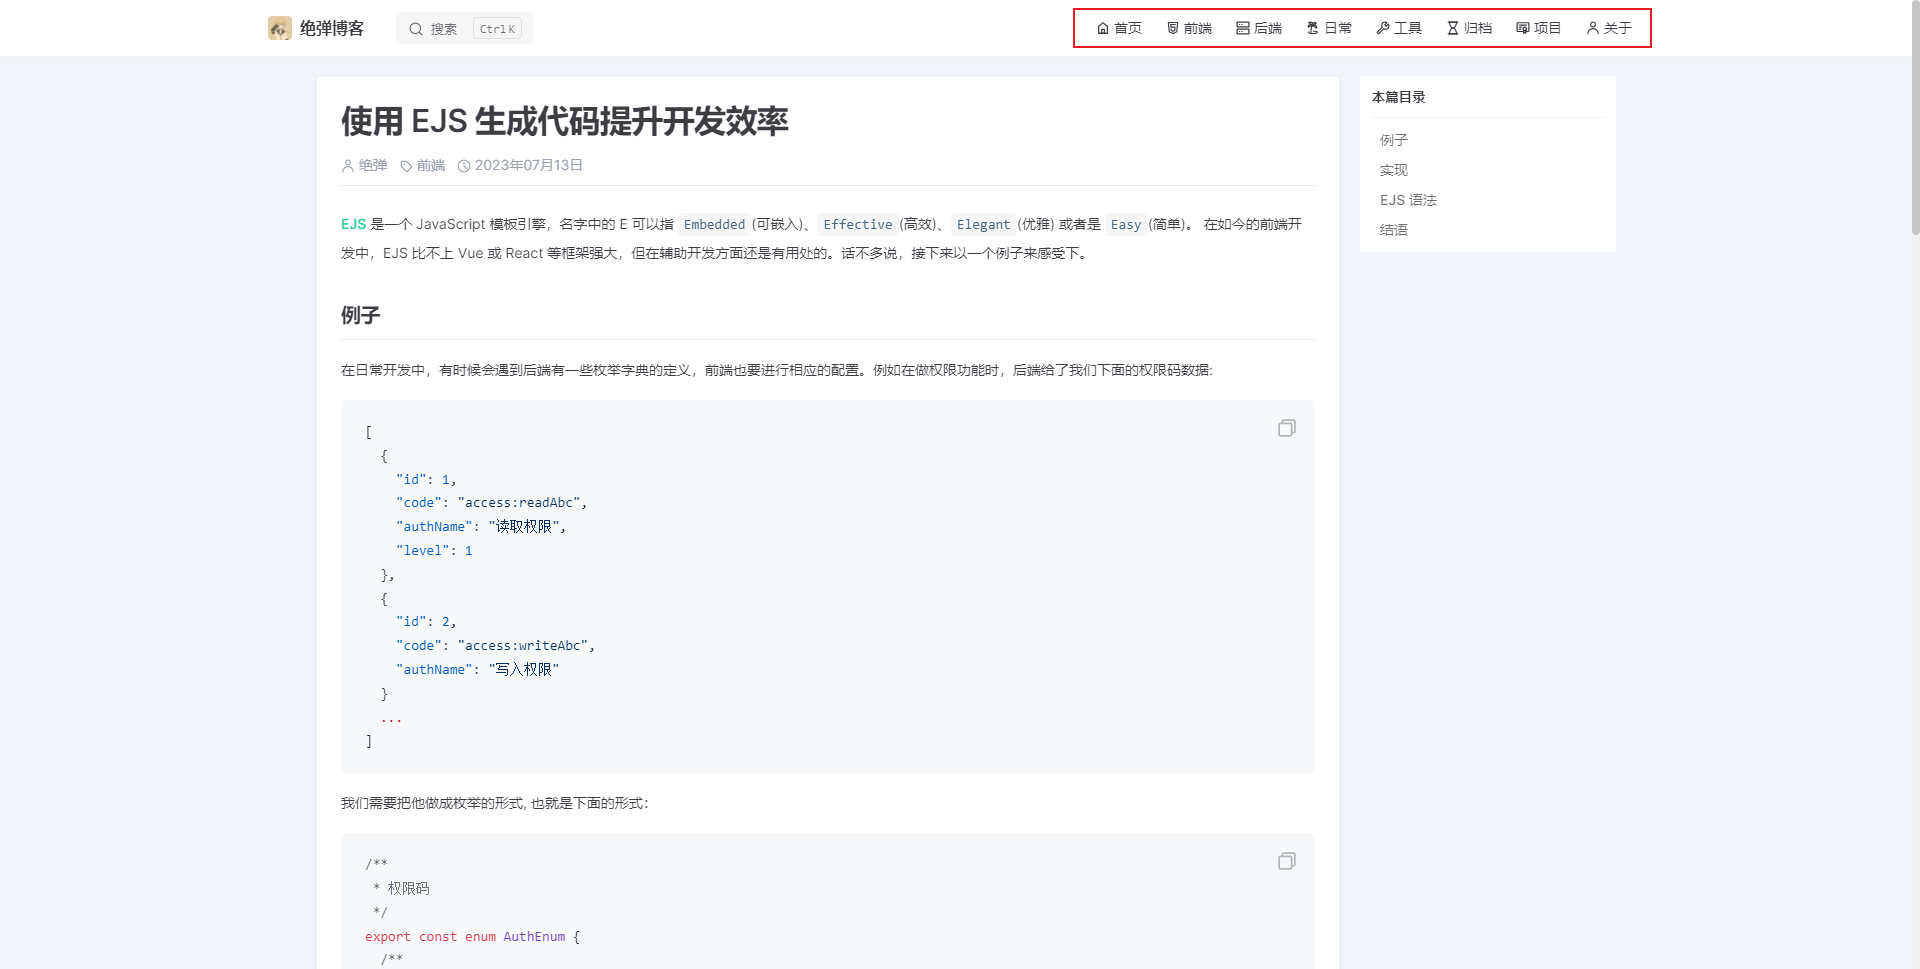 绝弹博客
搜索 Ctrl K
首页 前端 后端 日常 工具 归档 项目 关于
使用 EJS 生成代码提升开发效率
绝弹 前端 2023年07月13日
EJS 是一个 JavaScript 模板引擎，名字中的 E 可以指 Embedded (可嵌入)、Effective (高效)、Elegant (优雅) 或者是 Easy (简单)。 在如今的前端开
发中，EJS 比不上 Vue 或 React 等框架强大，但在辅助开发方面还是有用处的。话不多说，接下来以一个例子来感受下。
例子
在日常开发中，有时候会遇到后端有一些枚举字典的定义，前端也要进行相应的配置。例如在做权限功能时，后端给了我们下面的权限码数据:
[
  {
    "id": 1,
    "code": "access:readAbc",
    "authName": "读取权限",
    "level": 1
  },
  {
    "id": 2,
    "code": "access:writeAbc",
    "authName": "写入权限"
  }
  ...
]
我们需要把他做成枚举的形式, 也就是下面的形式：
/**
 * 权限码
 */
export const enum AuthEnum {
  /**
本篇目录
例子
实现
EJS 语法
结语